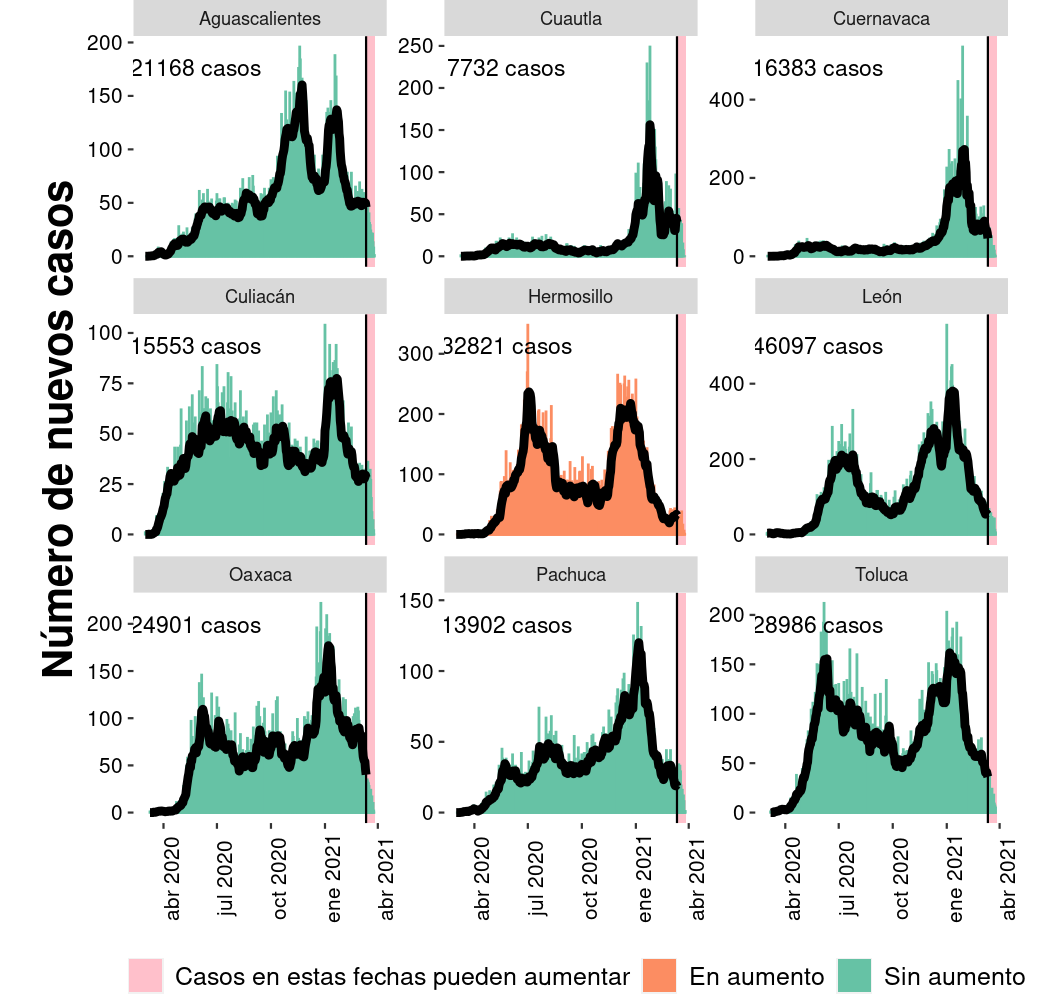 Número de nuevos casos
Aguascalientes
Cuautla
Cuernavaca
200
150
100
50
0
21168 casos
250
200
150
100
50
0
7732 casos
400
200
0
16383 casos
Culiacán
Hermosillo
León
100
75
50
25
0
15553 casos
300
200
100
0
32821 casos
400
200
0
46097 casos
Oaxaca
Pachuca
Toluca
200
150
100
50
0
24901 casos
150
100
50
0
13902 casos
200
150
100
50
0
28986 casos
abr 2020
jul 2020
oct 2020
ene 2021
abr 2021
abr 2020
jul 2020
oct 2020
ene 2021
abr 2021
abr 2020
jul 2020
oct 2020
ene 2021
abr 2021
Casos en estas fechas pueden aumentar
En aumento
Sin aumento